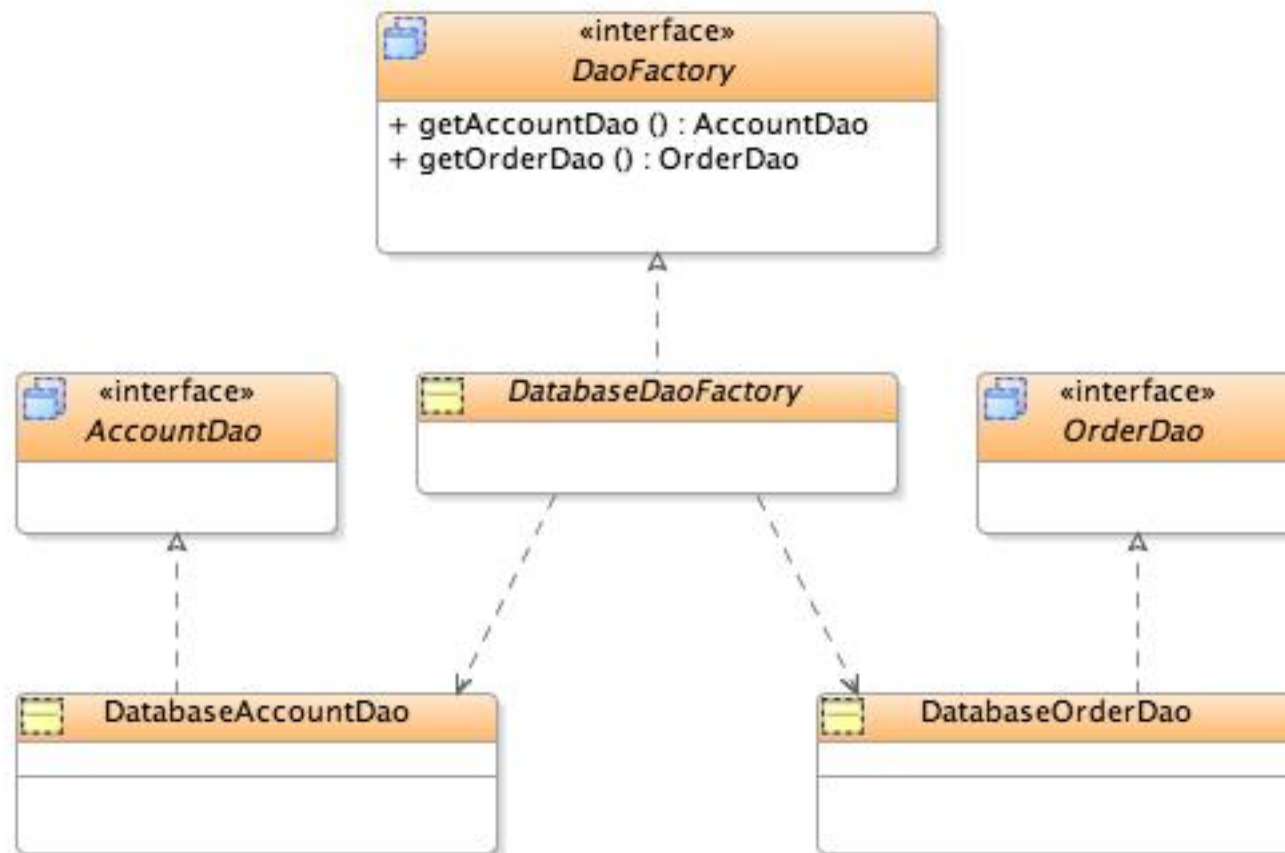 «interface»
DaoFactory
+ getAccountDao () : AccountDao
+ getOrderDao () : OrderDao
«interface»
AccountDao
DatabaseDaoFactory
«interface»
OrderDao
DatabaseAccountDao
DatabaseOrderDao